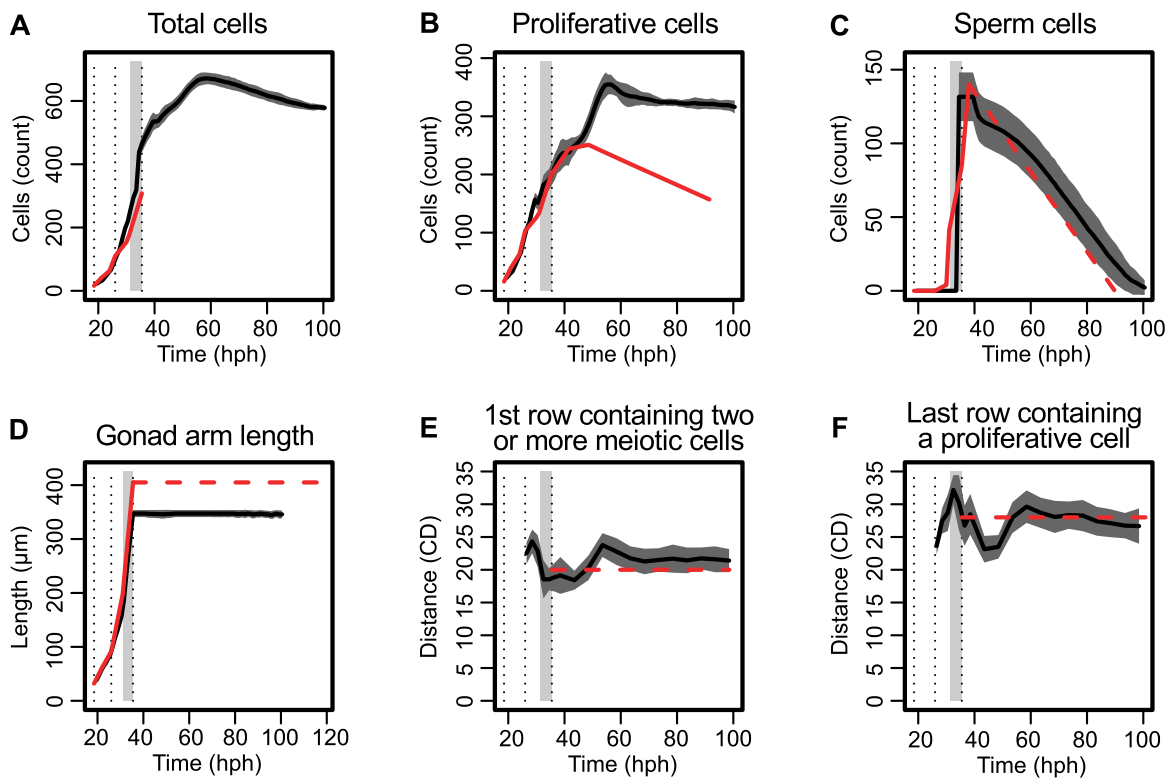 A
Total cells
Cells (count)
0
200
400
600
20
40
60
80
100
Time (hph)
B
Proliferative cells
Cells (count)
0
100
200
300
400
20
40
60
80
100
Time (hph)
C
Sperm cells
Cells (count)
0
50
100
150
20
40
60
80
100
Time (hph)
D
Gonad arm length
Length (µm)
0
100
200
300
400
20
40
60
80
100
120
Time (hph)
E
1st row containing two
or more meiotic cells
Distance (CD)
0
5
10
15
20
25
30
35
20
40
60
80
100
Time (hph)
F
Last row containing
a proliferative cell
Distance (CD)
0
5
10
15
20
25
30
35
20
40
60
80
100
Time (hph)